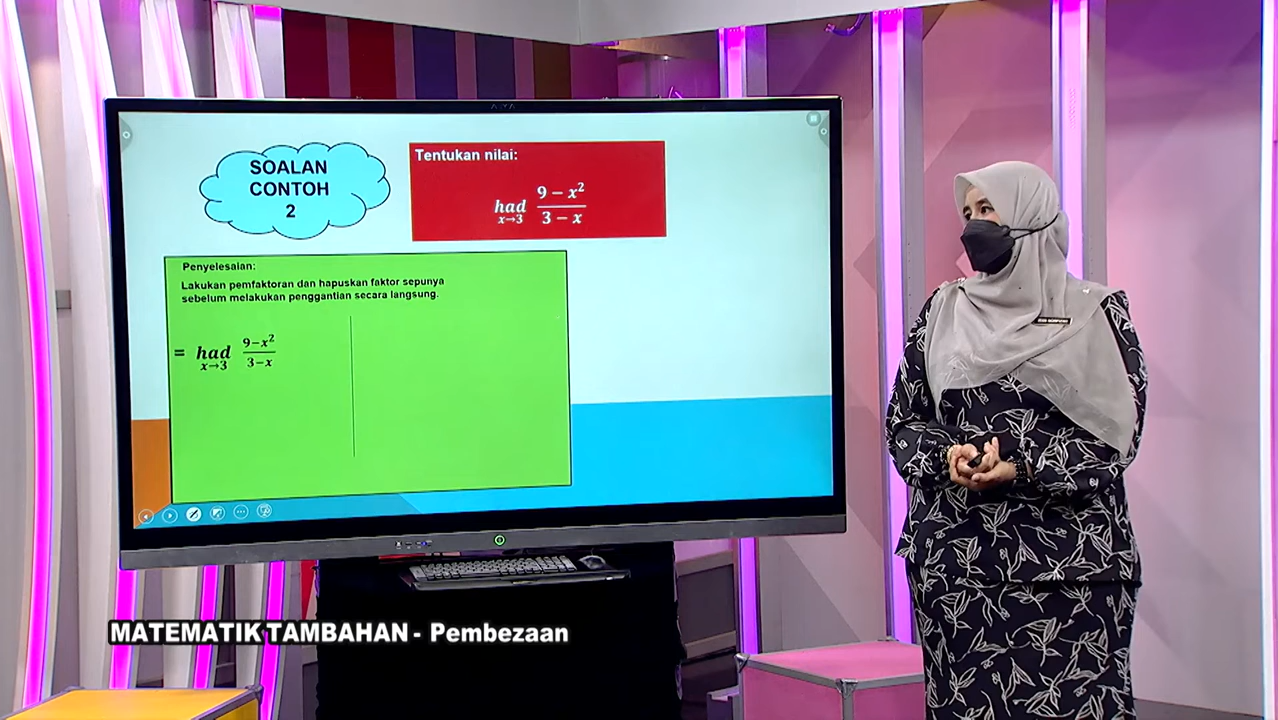 SOALAN
CONTOH
2
Tentukan nilai:
had x→3 (9 − x²)/(3 − x)
Penyelesaian:
Lakukan pemfaktoran dan hapuskan faktor sepunya
sebelum melakukan penggantian secara langsung.
= had x→3 (9−x²)/(3−x)
MATEMATIK TAMBAHAN - Pembezaan